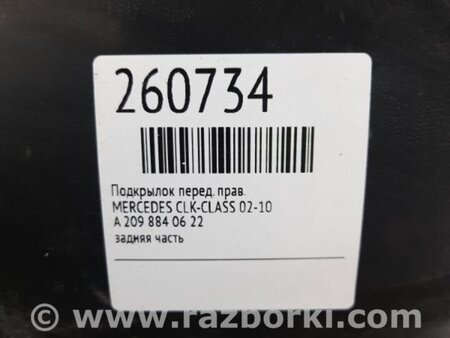 260734
Подкрылок перед. прав.
MERCEDES CLK-CLASS 02-10
A 209 884 06 22
задняя часть
© www.razborki.com